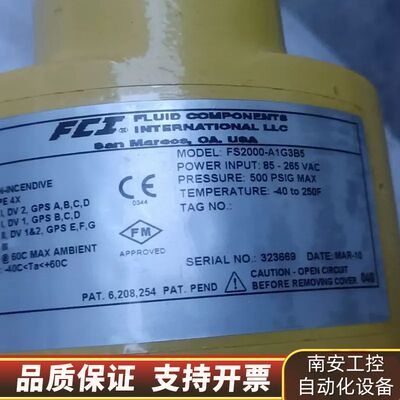 FCI® FLUID COMPONENTS
INTERNATIONAL LLC
San Marcos, CA. USA
MODEL: FS2000-A1G3B5
POWER INPUT: 85 - 265 VAC
PRESSURE: 500 PSIG MAX
TEMPERATURE: -40 to 250F
TAG NO.:
N-INCENDIVE
PE 4X
I, DV 2, GPS A,B,C,D
I, DV 1, GPS B,C,D
II, DV 1&2, GPS E,F,G
III
@ 60C MAX AMBIENT
-40C<Ta<+60C
CE
0344
FM
APPROVED
SERIAL NO.: 323669 DATE: MAR-10
PAT. 6,208,254 PAT. PEND
CAUTION - OPEN CIRCUIT
BEFORE REMOVING COVER
品质保证 支持开票
南安工控
自动化设备